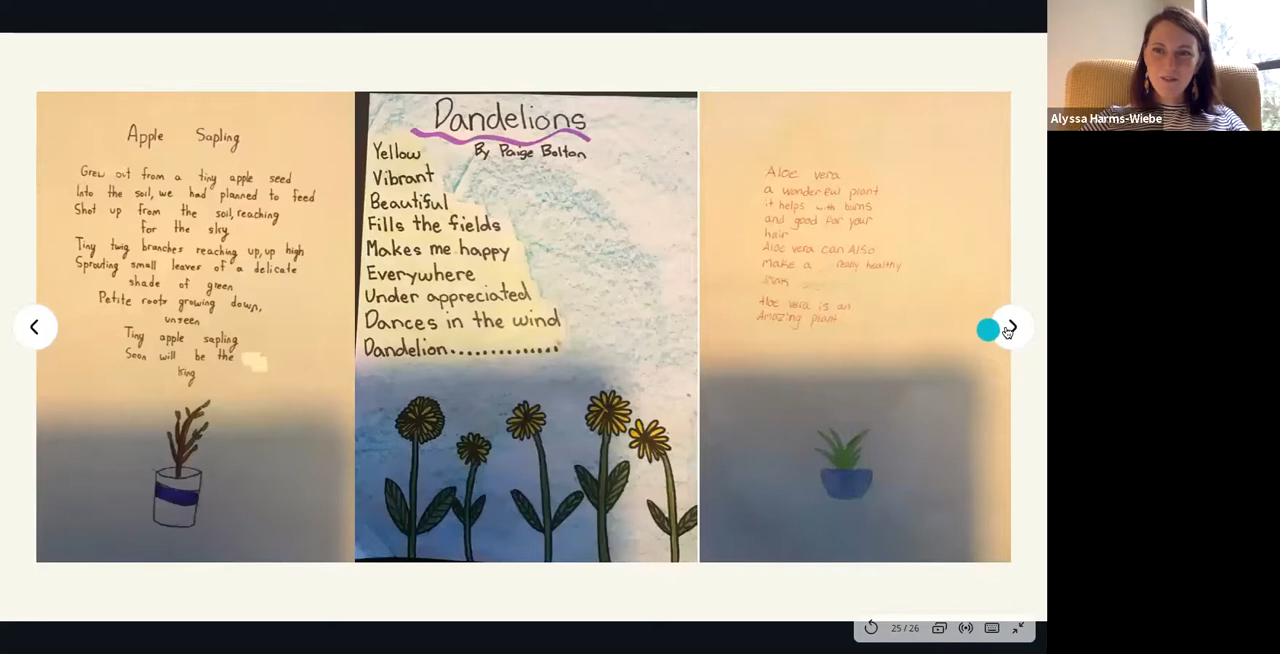 Apple Sapling
Grew out from a tiny apple seed
Into the soil, we had planned to feed
Shot up from the soil, reaching
for the sky
Tiny twig branches reaching up, up high
Sprouting small leaves of a delicate
shade of green
Petite roots growing down,
unseen
Tiny apple sapling
Soon will be the
king
Dandelions
By Paige Bolton
Yellow
Vibrant
Beautiful
Fills the fields
Makes me happy
Everywhere
Under appreciated
Dances in the wind
Dandelion..............
Aloe vera
a wonderful plant
it helps with burns
and good for your
hair
Aloe vera can Also
Make a really healthy
Aloe vera is an
Amazing plant
Alyssa Harms-Wiebe
25 / 26